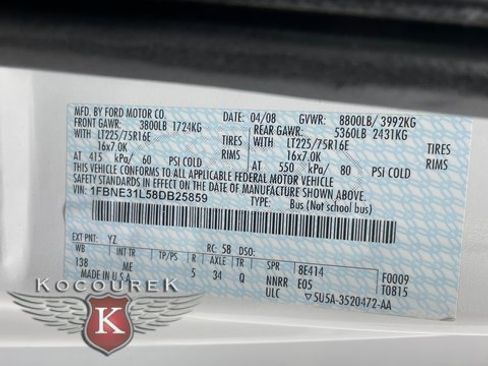 MFD. BY FORD MOTOR CO.
DATE: 04/08 GVWR: 8800LB/ 3992KG
FRONT GAWR: 3800LB 1724KG
REAR GAWR: 5360LB 2431KG
WITH LT225/75R16E TIRES
WITH LT225/75R16E TIRES
16x7.0K RIMS
16x7.0K RIMS
AT 415 kPa/ 60 PSI COLD
AT 550 kPa/ 80 PSI COLD
THIS VEHICLE CONFORMS TO ALL APPLICABLE FEDERAL MOTOR VEHICLE
SAFETY STANDARDS IN EFFECT ON THE DATE OF MANUFACTURE SHOWN ABOVE.
VIN: 1FBNE31L58DB25859
TYPE: Bus (Not school bus)
EXT PNT: YZ RC: 58 DSO:
WB INT TR TP/PS R AXLE TR SPR 8E414 F0009
138 ME 5 34 Q NNRR E05 T0815
MADE IN U.S.A. ULC 5U5A-3520472-AA
KOCOUREK